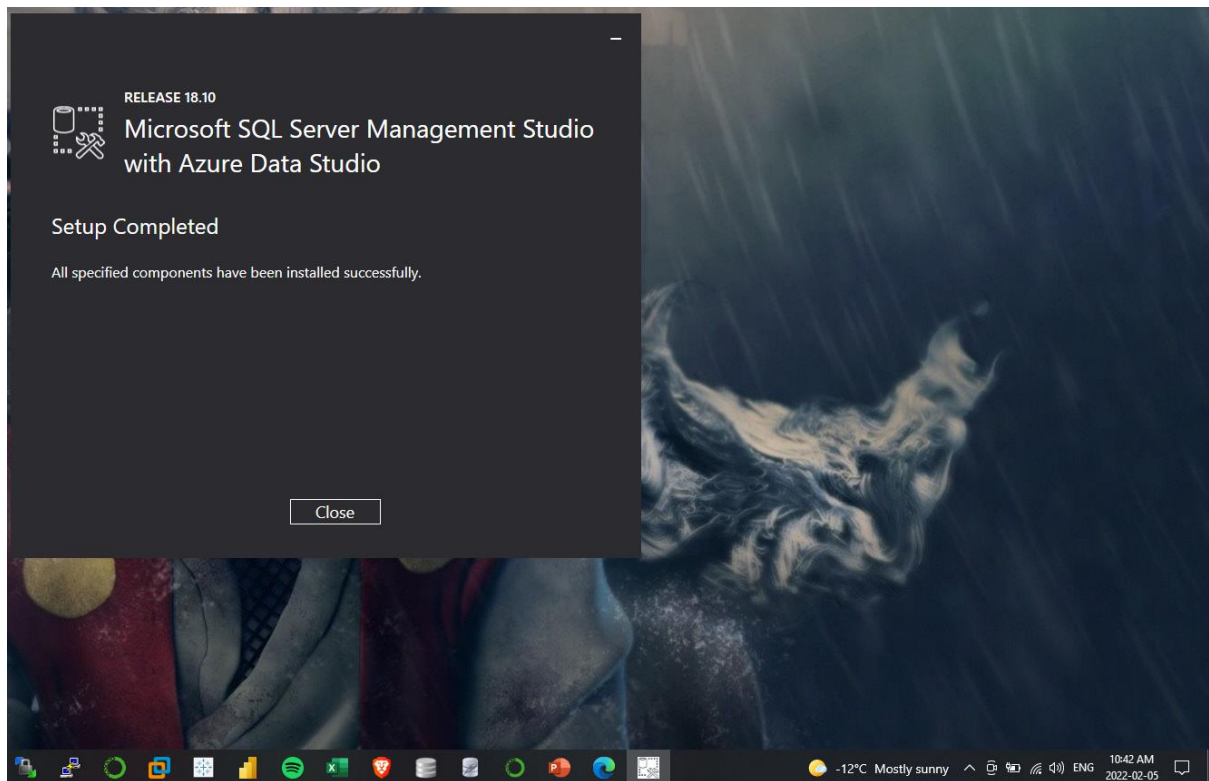 RELEASE 18.10
Microsoft SQL Server Management Studio
with Azure Data Studio
Setup Completed
All specified components have been installed successfully.
Close
-12°C Mostly sunny
ENG
10:42 AM
2022-02-05